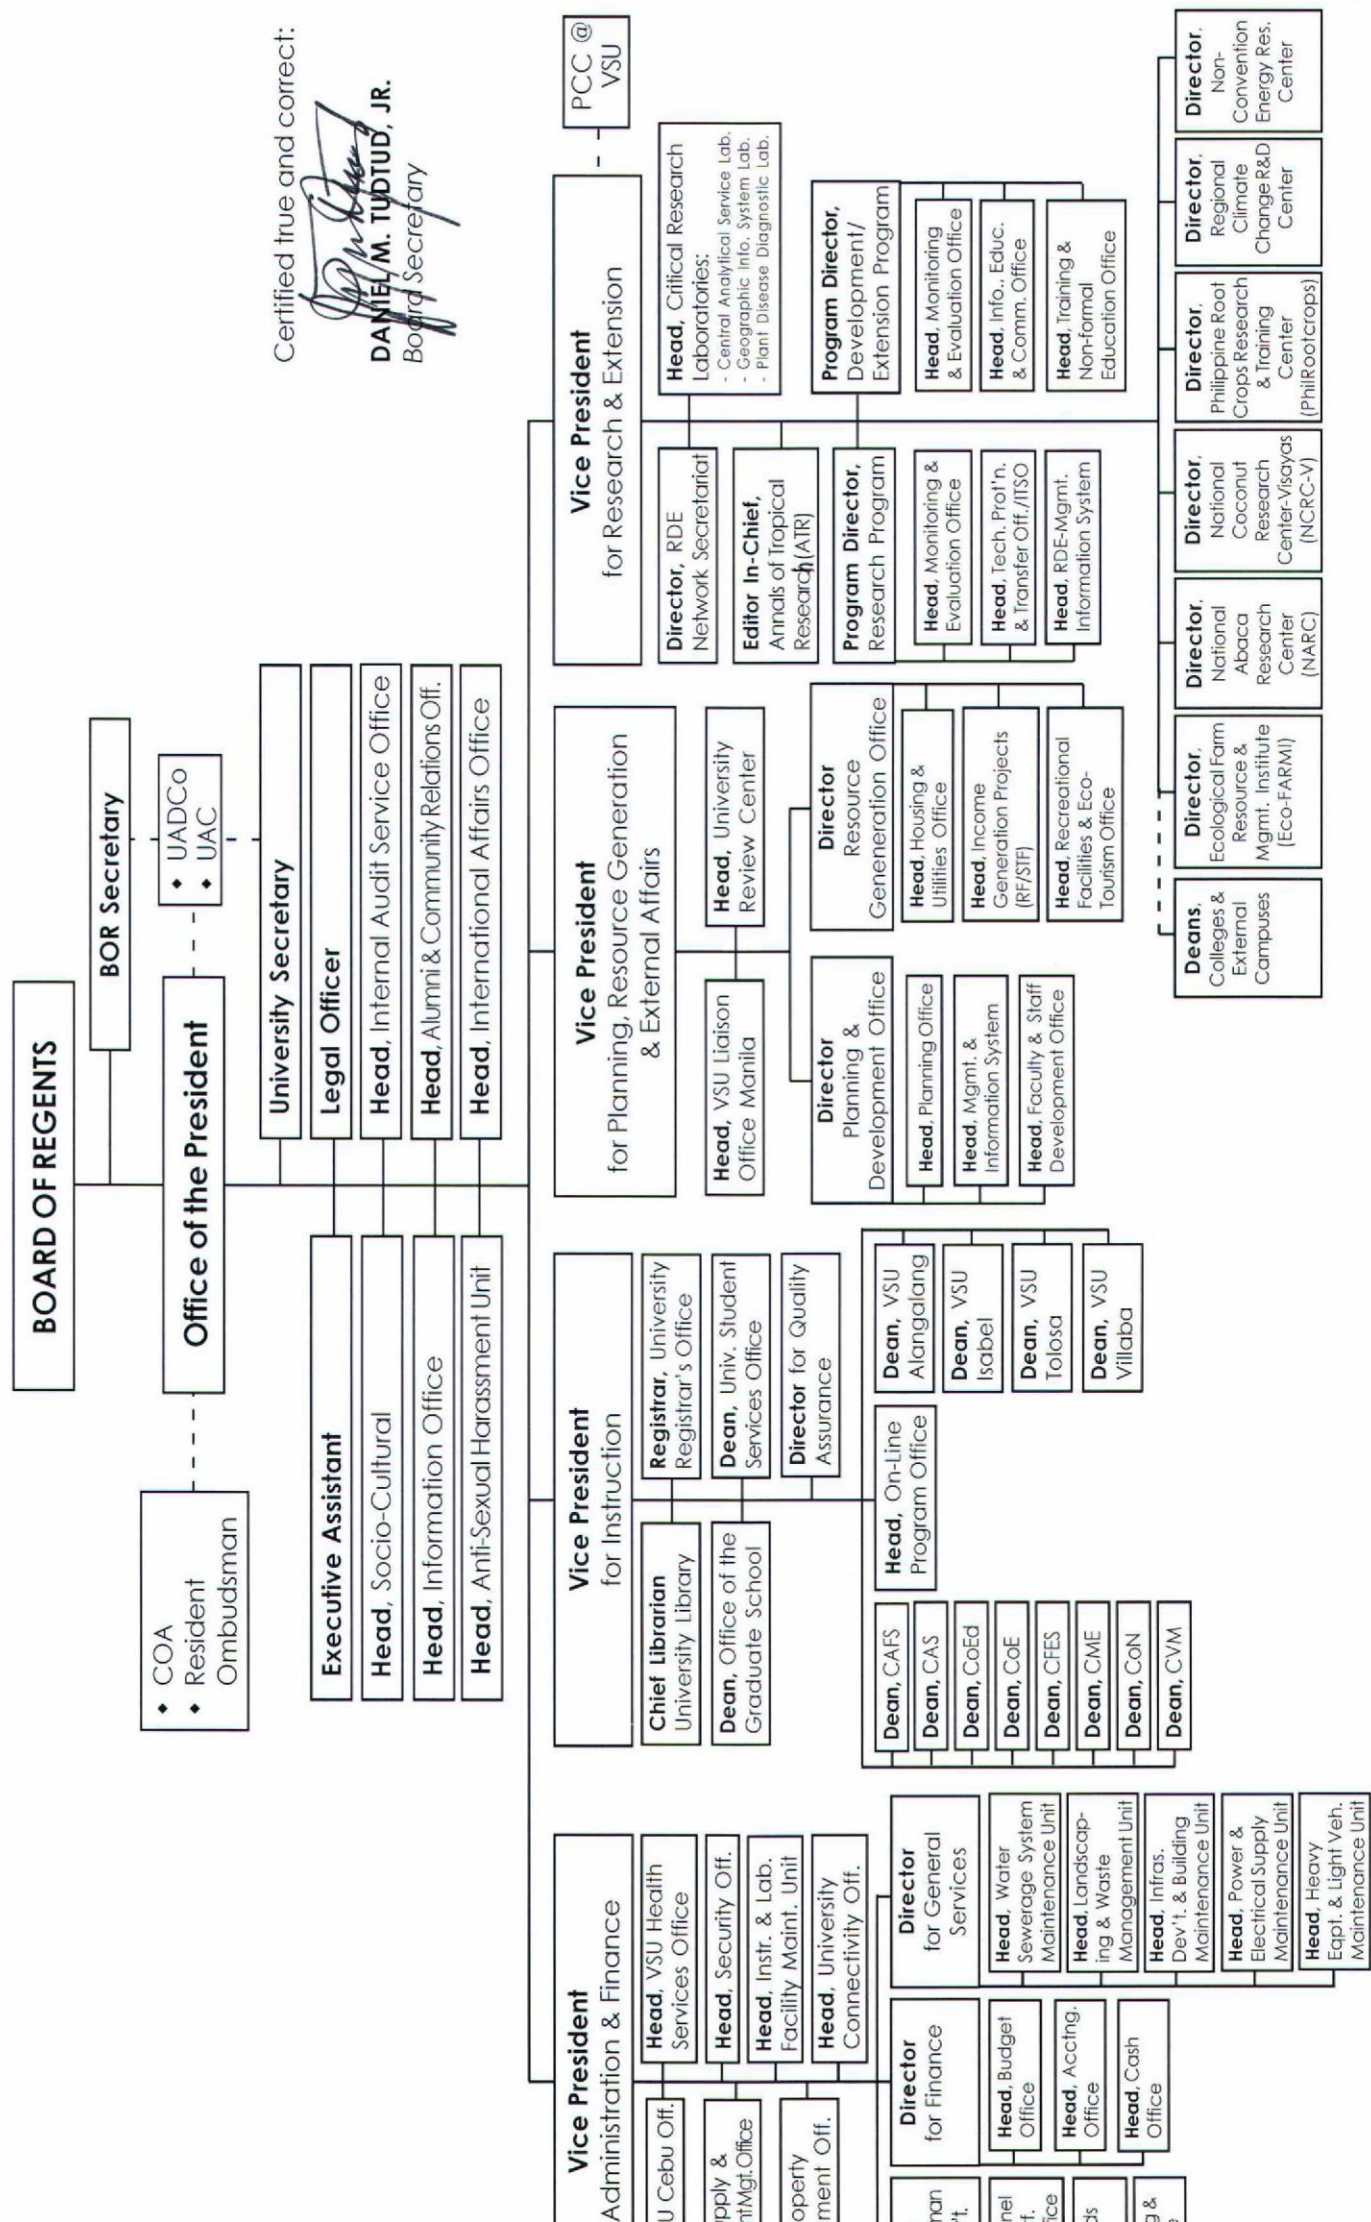 BOARD OF REGENTS
BOR Secretary
Office of the President
◆ COA
◆ Resident
Ombudsman
◆ UADCo
◆ UAC
Certified true and correct:
DANIEL M. TUDTUD, JR.
Board Secretary
University Secretary
Executive Assistant
Legal Officer
Head, Socio-Cultural
Head, Internal Audit Service Office
Head, Information Office
Head, Alumni & Community Relations Off.
Head, Anti-Sexual Harassment Unit
Head, International Affairs Office
Vice President
Administration & Finance
U Cebu Off.
Head, VSU Health
Services Office
pply &
ntMgt.Office
Head, Security Off.
Head, Instr. & Lab.
Facility Maint. Unit
operty
ment Off.
Head, University
Connectivity Off.
man
't.
nel
f.
fice
ds
g &
Director
for Finance
Head, Budget
Office
Head, Acctng.
Office
Head, Cash
Office
Director
for General
Services
Head, Water
Sewerage System
Maintenance Unit
Head, Landscap-
ing & Waste
Management Unit
Head, Infras.
Dev't. & Building
Maintenance Unit
Head, Power &
Electrical Supply
Maintenance Unit
Head, Heavy
Eqpt. & Light Veh.
Maintenance Unit
Vice President
for Instruction
Chief Librarian
University Library
Registrar, University
Registrar's Office
Dean, Office of the
Graduate School
Dean, Univ. Student
Services Office
Director for Quality
Assurance
Dean, CAFS
Dean, CAS
Dean, CoEd
Dean, CoE
Dean, CFES
Dean, CME
Dean, CoN
Dean, CVM
Head, On-Line
Program Office
Dean, VSU
Alangalang
Dean, VSU
Isabel
Dean, VSU
Tolosa
Dean, VSU
Villaba
Vice President
for Planning, Resource Generation
& External Affairs
Head, VSU Liaison
Office Manila
Head, University
Review Center
Director
Planning &
Development Office
Head, Planning Office
Head, Mgmt. &
Information System
Head, Faculty & Staff
Development Office
Director
Resource
Generation Office
Head, Housing &
Utilities Office
Head, Income
Generation Projects
(RF/STF)
Head, Recreational
Facilities & Eco-
Tourism Office
Vice President
for Research & Extension
PCC @
VSU
Director, RDE
Network Secretariat
Head, Critical Research
Laboratories:
- Central Analytical Service Lab.
- Geographic Info. System Lab.
- Plant Disease Diagnostic Lab.
Editor In-Chief,
Annals of Tropical
Research(ATR)
Program Director,
Research Program
Head, Monitoring &
Evaluation Office
Head, Tech. Prot'n.
& Transfer Off./ITSO
Head, RDE-Mgmt.
Information System
Program Director,
Development/
Extension Program
Head, Monitoring
& Evaluation Office
Head, Info., Educ.
& Comm. Office
Head, Training &
Non-formal
Education Office
Deans,
Colleges &
External
Campuses
Director,
Ecological Farm
Resource &
Mgmt. Institute
(Eco-FARMI)
Director,
National
Abaca
Research
Center
(NARC)
Director,
National
Coconut
Research
Center-Visayas
(NCRC-V)
Director,
Philippine Root
Crops Research
& Training
Center
(PhilRootcrops)
Director,
Regional
Climate
Change R&D
Center
Director,
Non-
Convention
Energy Res.
Center